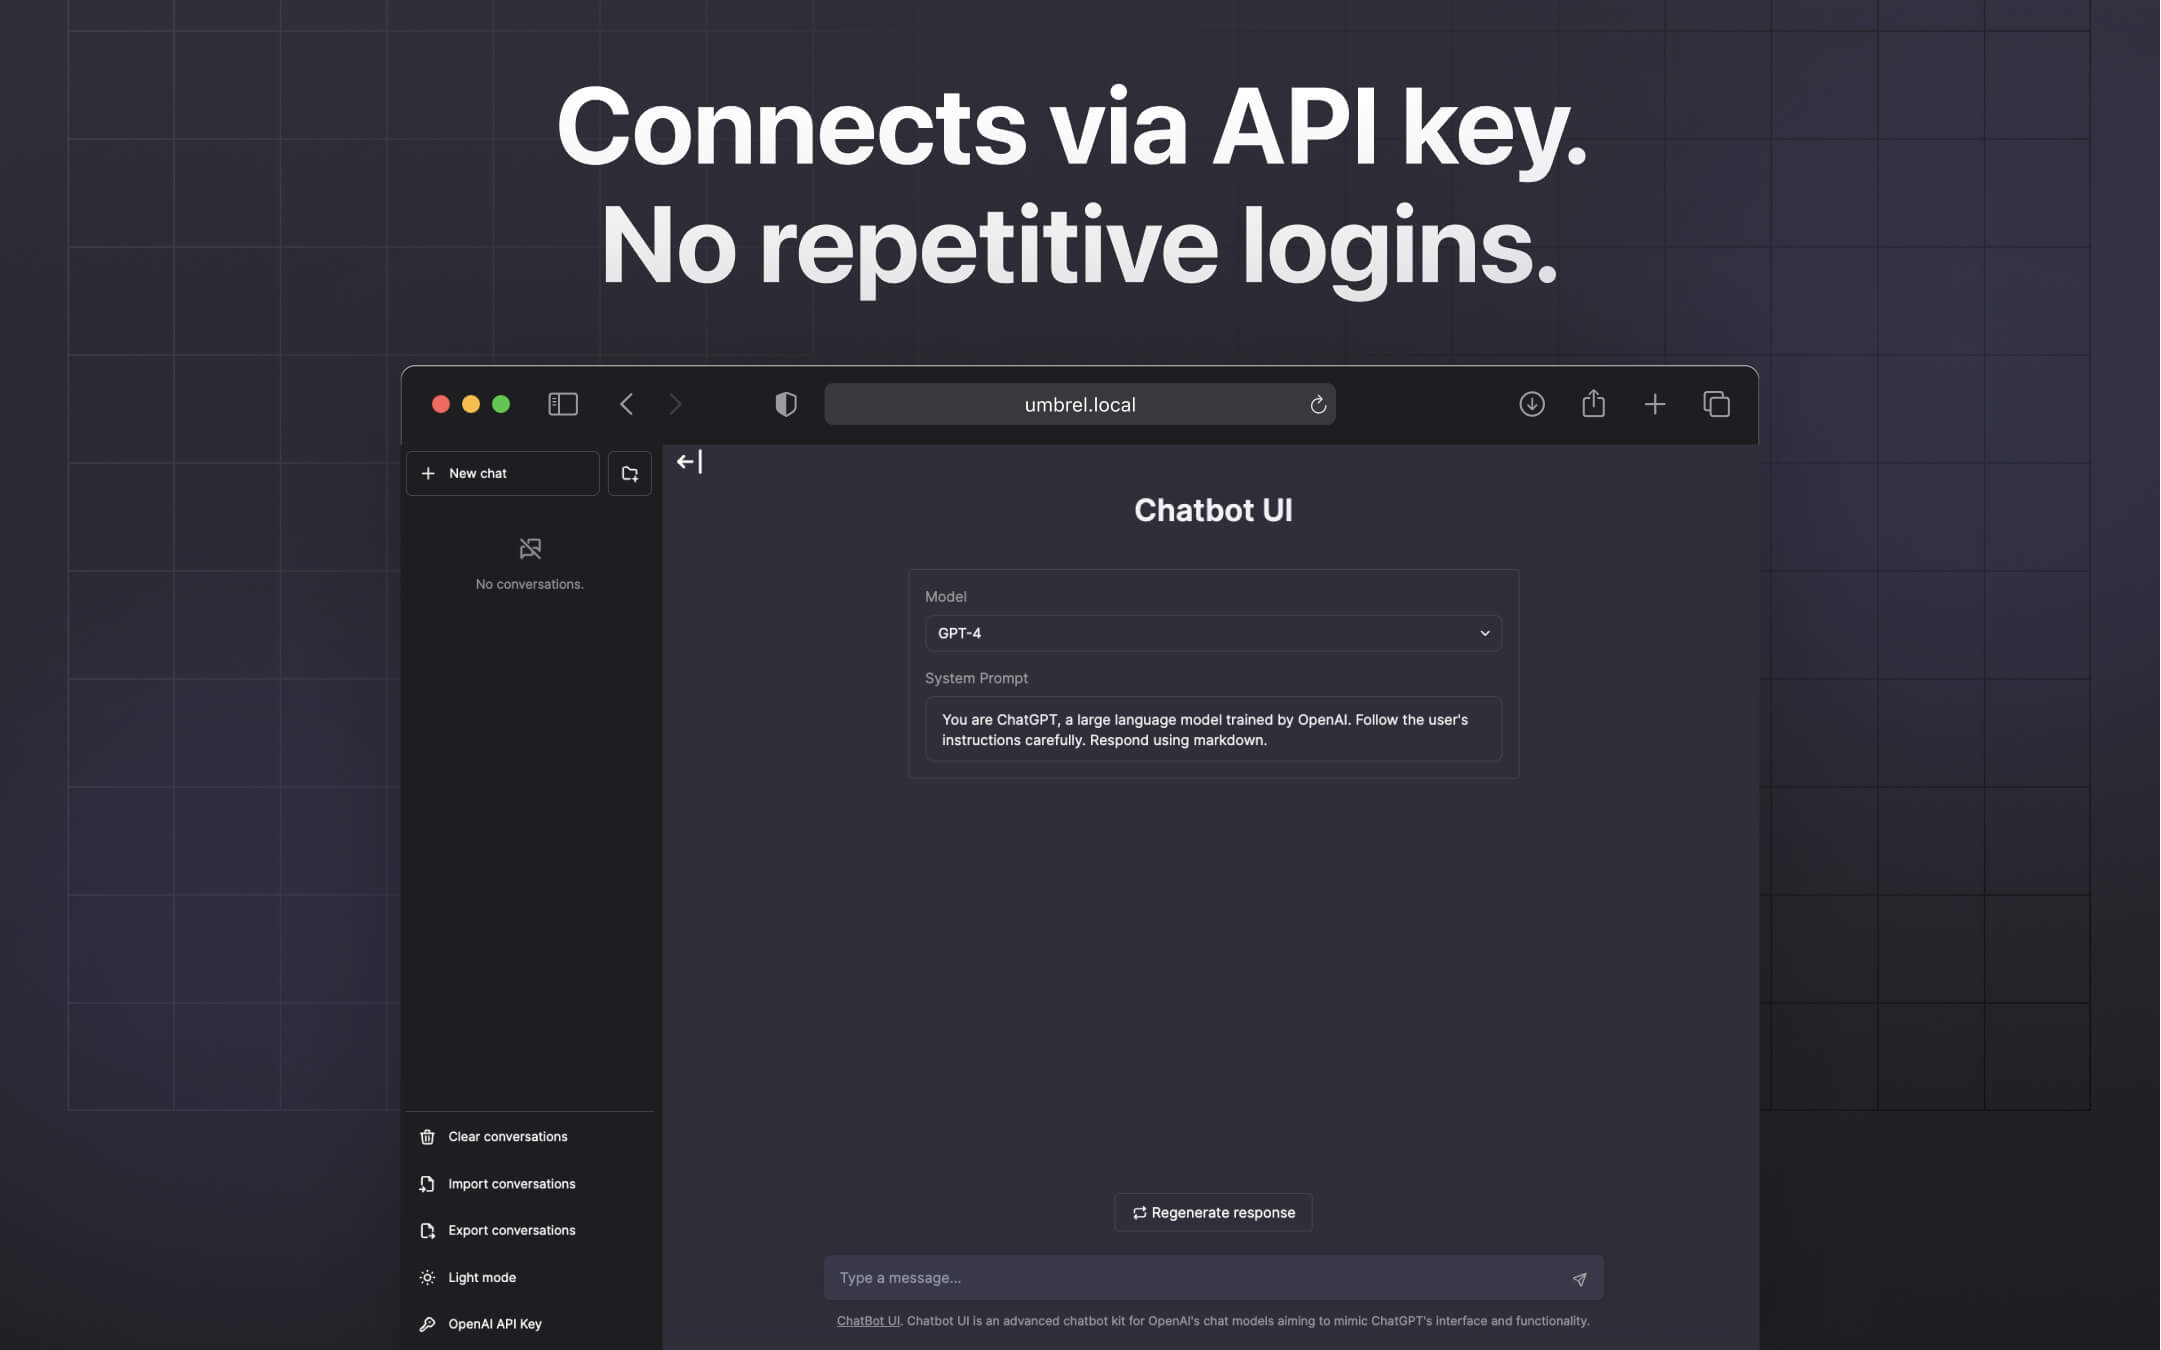 Connects via API key.
No repetitive logins.
umbrel.local
New chat
No conversations.
Clear conversations
Import conversations
Export conversations
Light mode
OpenAI API Key
Chatbot UI
Model
GPT-4
System Prompt
You are ChatGPT, a large language model trained by OpenAI. Follow the user's
instructions carefully. Respond using markdown.
Regenerate response
Type a message...
ChatBot UI. Chatbot UI is an advanced chatbot kit for OpenAI's chat models aiming to mimic ChatGPT's interface and functionality.